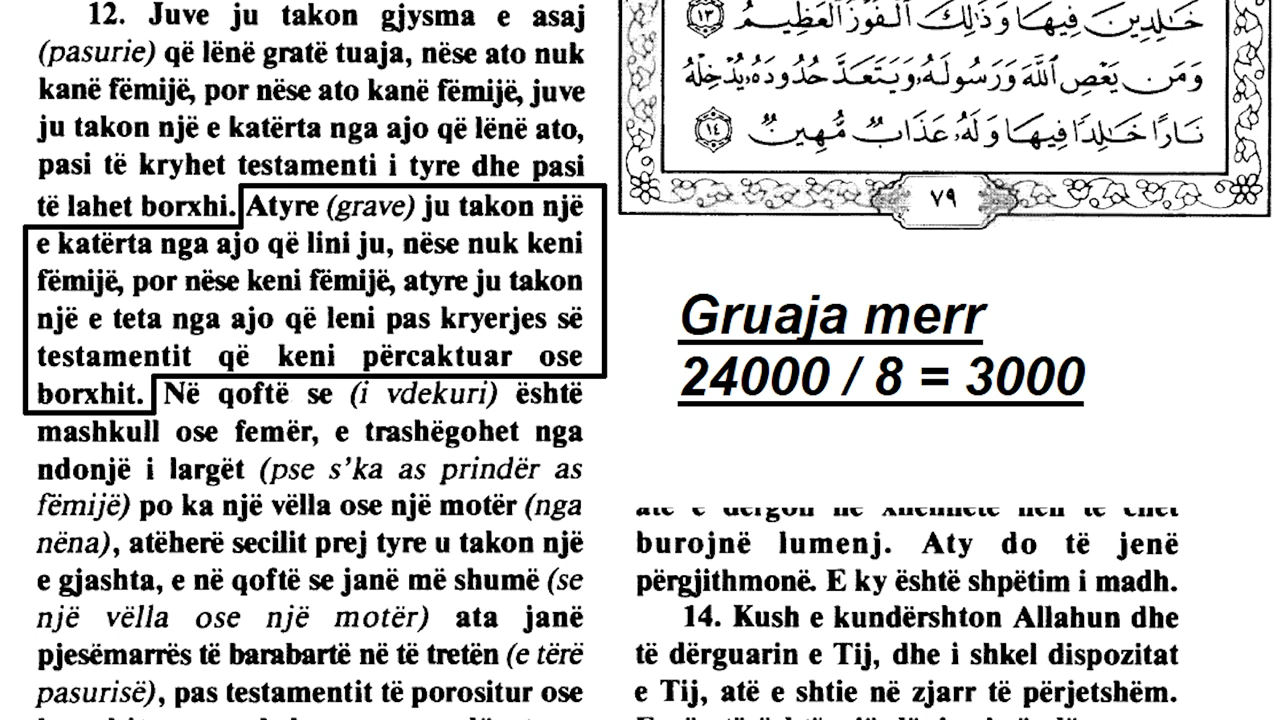 12. Juve ju takon gjysma e asaj
(pasurie) që lënë gratë tuaja, nëse ato nuk
kanë fëmijë, por nëse ato kanë fëmijë, juve
ju takon një e katërta nga ajo që lënë ato,
pasi të kryhet testamenti i tyre dhe pasi
të lahet borxhi. Atyre (grave) ju takon një
e katërta nga ajo që lini ju, nëse nuk keni
fëmijë, por nëse keni fëmijë, atyre ju takon
një e teta nga ajo që leni pas kryerjes së
testamentit që keni përcaktuar ose
borxhit. Në qoftë se (i vdekuri) është
mashkull ose femër, e trashëgohet nga
ndonjë i largët (pse s’ka as prindër as
fëmijë) po ka një vëlla ose një motër (nga
nëna), atëherë secilit prej tyre u takon një
e gjashta, e në qoftë se janë më shumë (se
një vëlla ose një motër) ata janë
pjesëmarrës të barabartë në të tretën (e tërë
pasurisë), pas testamentit të porositur ose
خَـٰلِدِينَ فِيهَا وَذَٰلِكَ ٱلْفَوْزُ ٱلْعَظِيمُ ١٣
وَمَن يَعْصِ ٱللَّهَ وَرَسُولَهُۥ وَيَتَعَدَّ حُدُودَهُۥ يُدْخِلْهُ
نَارًا خَـٰلِدًا فِيهَا وَلَهُۥ عَذَابٌ مُّهِينٌ ١٤
٧٩
Gruaja merr
24000 / 8 = 3000
burojnë lumenj. Aty do të jenë
përgjithmonë. E ky është shpëtim i madh.
14. Kush e kundërshton Allahun dhe
të dërguarin e Tij, dhe i shkel dispozitat
e Tij, atë e shtie në zjarr të përjetshëm.